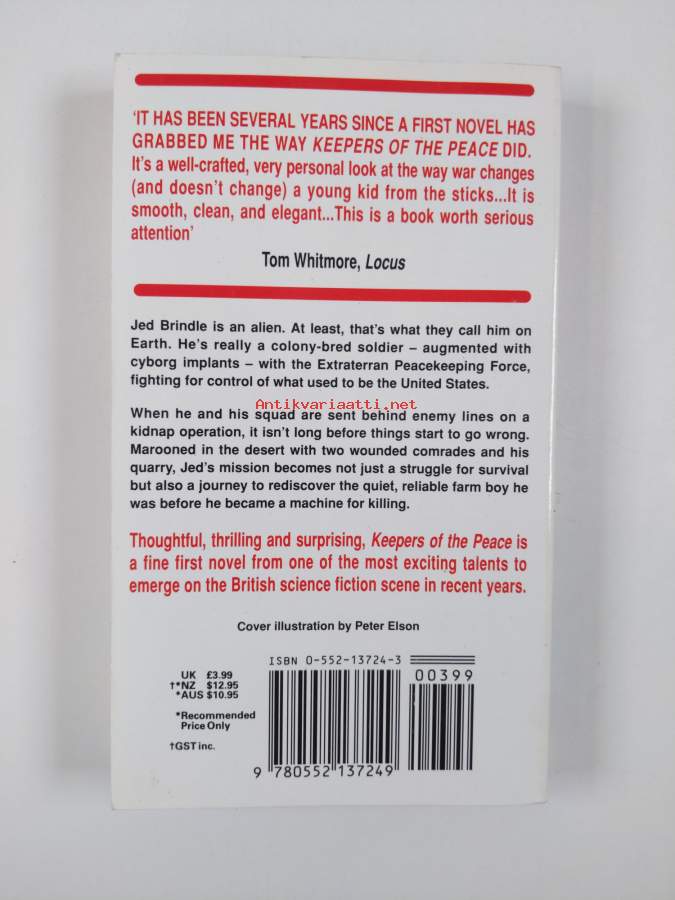 ‘IT HAS BEEN SEVERAL YEARS SINCE A FIRST NOVEL HAS
GRABBED ME THE WAY KEEPERS OF THE PEACE DID.
It’s a well-crafted, very personal look at the way war changes
(and doesn’t change) a young kid from the sticks...It is
smooth, clean, and elegant...This is a book worth serious
attention’
Tom Whitmore, Locus
Jed Brindle is an alien. At least, that’s what they call him on
Earth. He’s really a colony-bred soldier – augmented with
cyborg implants – with the Extraterran Peacekeeping Force,
fighting for control of what used to be the United States.
Antikvariaatti.net
When he and his squad are sent behind enemy lines on a
kidnap operation, it isn’t long before things start to go wrong.
Marooned in the desert with two wounded comrades and his
quarry, Jed’s mission becomes not just a struggle for survival
but also a journey to rediscover the quiet, reliable farm boy he
was before he became a machine for killing.
Thoughtful, thrilling and surprising, Keepers of the Peace is
a fine first novel from one of the most exciting talents to
emerge on the British science fiction scene in recent years.
Cover illustration by Peter Elson
ISBN 0-552-13724-3
UK £3.99
†*NZ $12.95
*AUS $10.95
*Recommended
Price Only
†GST inc.
00399
9 780552 137249